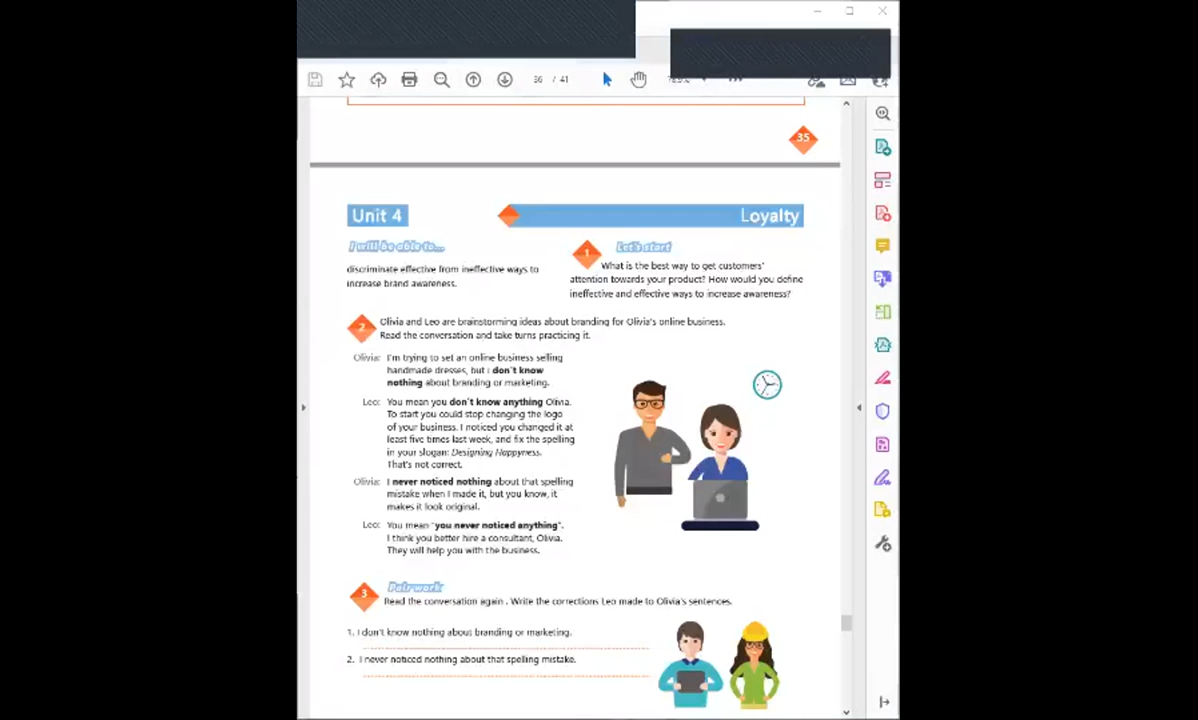 36 / 41
35
Unit 4
Loyalty
I will be able to...
discriminate effective from ineffective ways to
increase brand awareness.
1
Let's start
What is the best way to get customers'
attention towards your product? How would you define
ineffective and effective ways to increase awareness?
2
Olivia and Leo are brainstorming ideas about branding for Olivia's online business.
Read the conversation and take turns practicing it.
Olivia: I'm trying to set an online business selling
handmade dresses, but I don't know
nothing about branding or marketing.
Leo: You mean you don't know anything Olivia.
To start you could stop changing the logo
of your business. I noticed you changed it at
least five times last week, and fix the spelling
in your slogan: Designing Happyness.
That's not correct.
Olivia: I never noticed nothing about that spelling
mistake when I made it, but you know, it
makes it look original.
Leo: You mean "you never noticed anything".
I think you better hire a consultant, Olivia.
They will help you with the business.
3
Pair work
Read the conversation again . Write the corrections Leo made to Olivia's sentences.
1. I don't know nothing about branding or marketing.
2. I never noticed nothing about that spelling mistake.